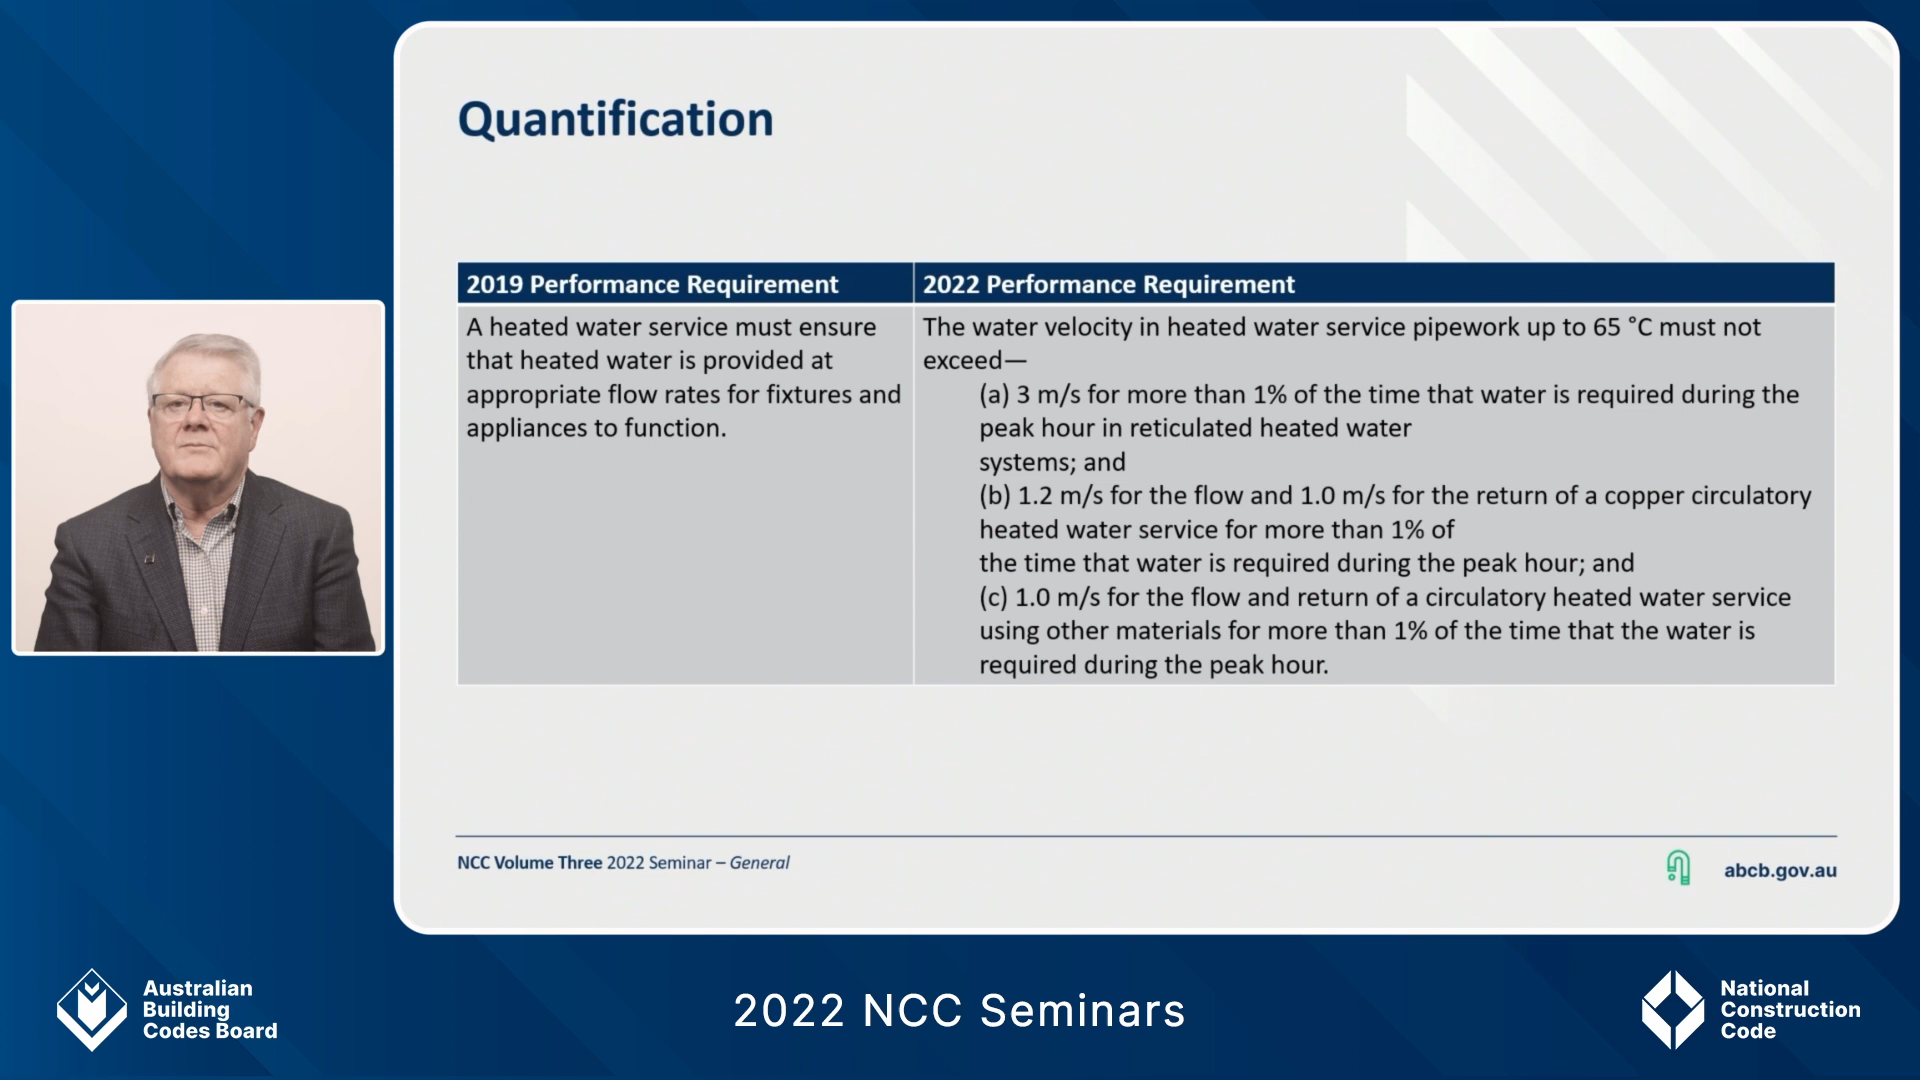 Quantification
2019 Performance Requirement
A heated water service must ensure
that heated water is provided at
appropriate flow rates for fixtures and
appliances to function.
2022 Performance Requirement
The water velocity in heated water service pipework up to 65 °C must not
exceed—
(a) 3 m/s for more than 1% of the time that water is required during the
peak hour in reticulated heated water
systems; and
(b) 1.2 m/s for the flow and 1.0 m/s for the return of a copper circulatory
heated water service for more than 1% of
the time that water is required during the peak hour; and
(c) 1.0 m/s for the flow and return of a circulatory heated water service
using other materials for more than 1% of the time that the water is
required during the peak hour.
NCC Volume Three 2022 Seminar – General
abcb.gov.au
Australian
Building
Codes Board
2022 NCC Seminars
National
Construction
Code